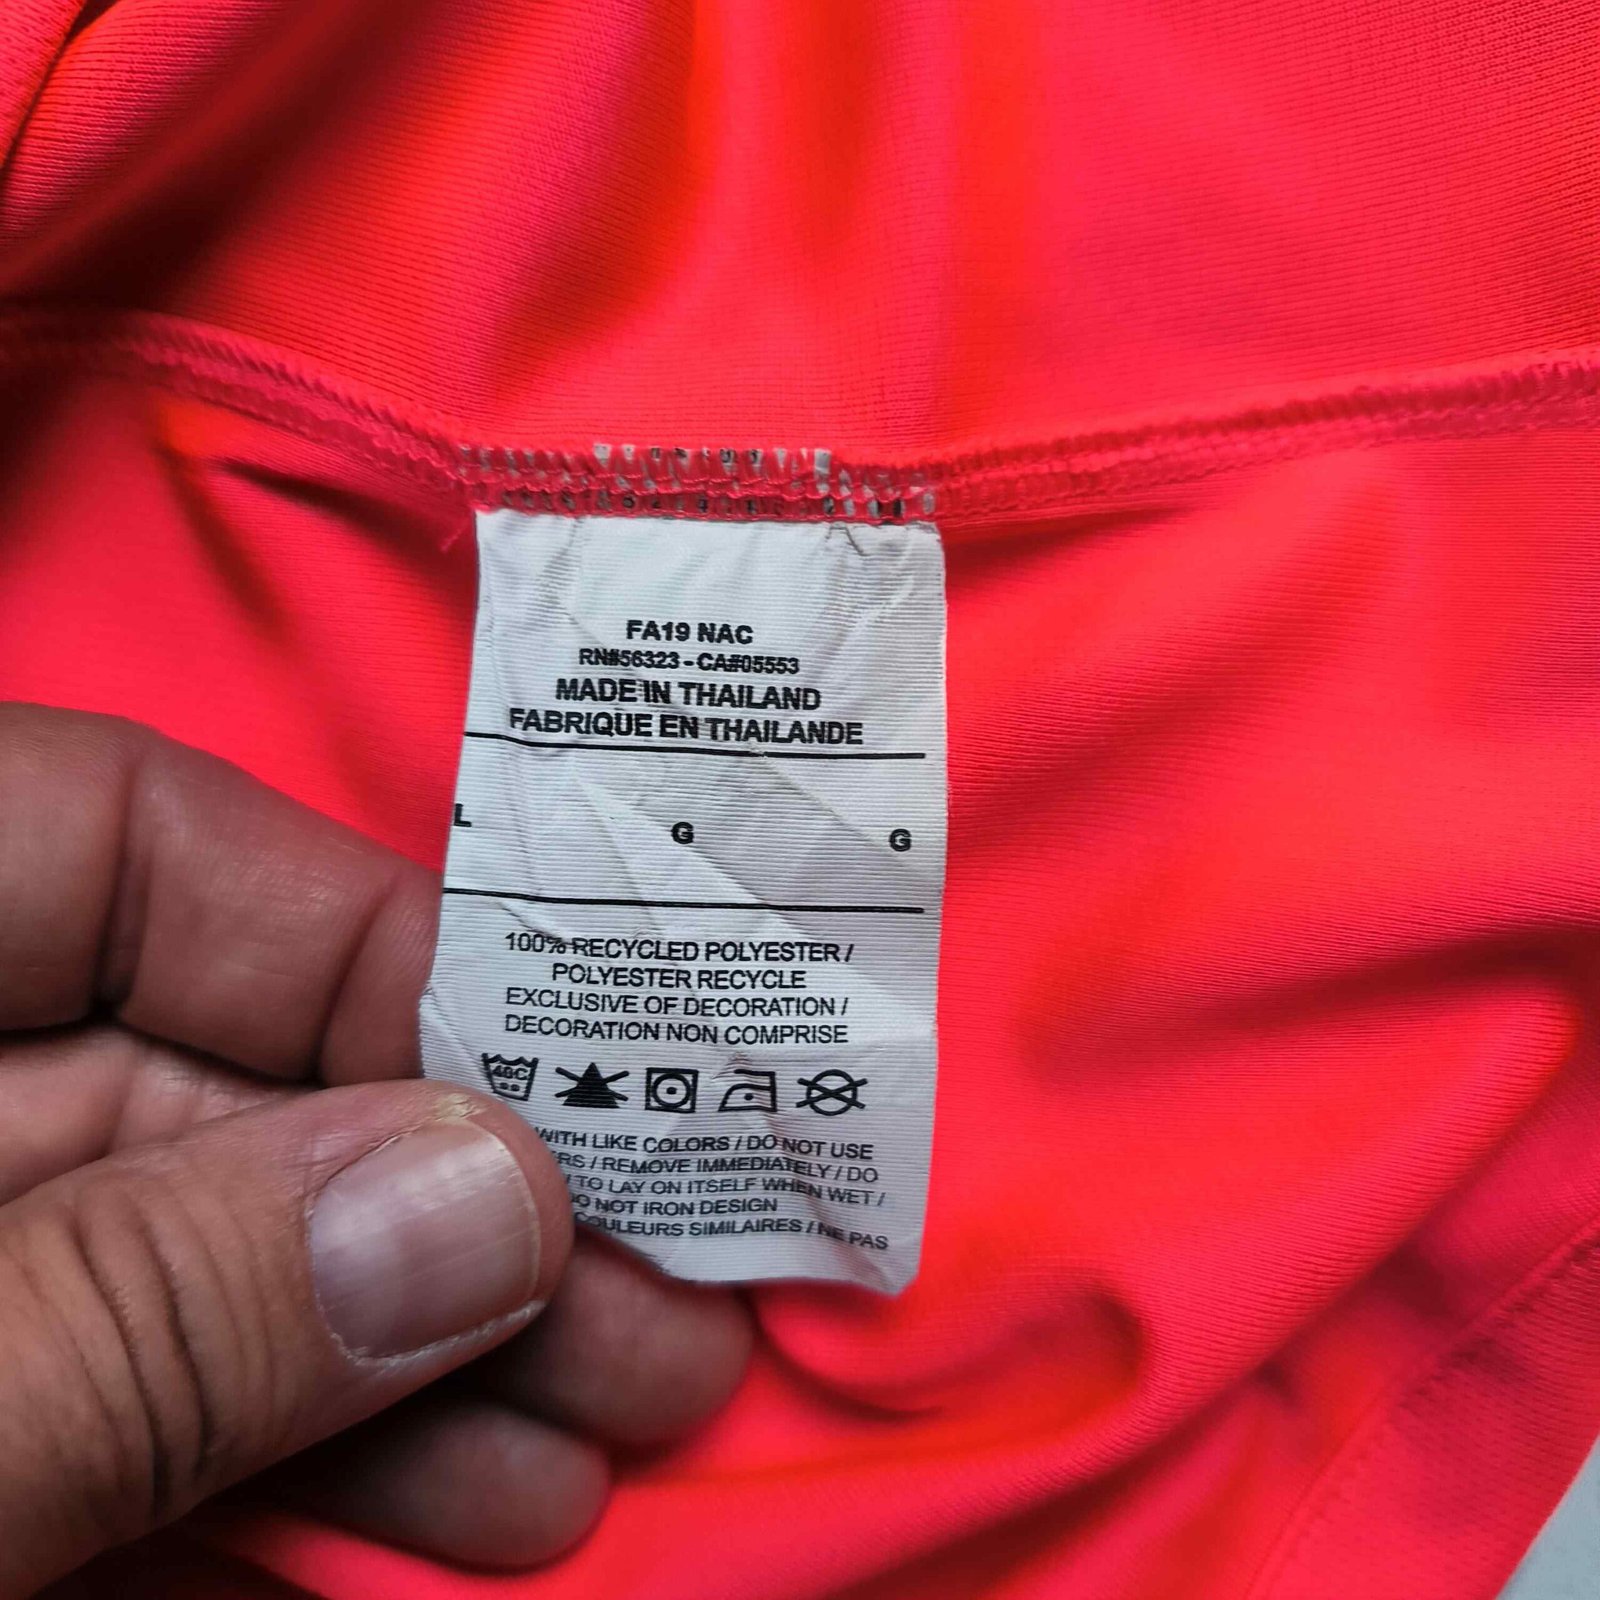 FA19 NAC
RN#56323 - CA#05553
MADE IN THAILAND
FABRIQUE EN THAILANDE
L G G
100% RECYCLED POLYESTER /
POLYESTER RECYCLE
EXCLUSIVE OF DECORATION /
DECORATION NON COMPRISE
40C
WITH LIKE COLORS / DO NOT USE
/ REMOVE IMMEDIATELY / DO
/ TO LAY ON ITSELF WHEN WET /
DO NOT IRON DESIGN
COULEURS SIMILAIRES / NE PAS